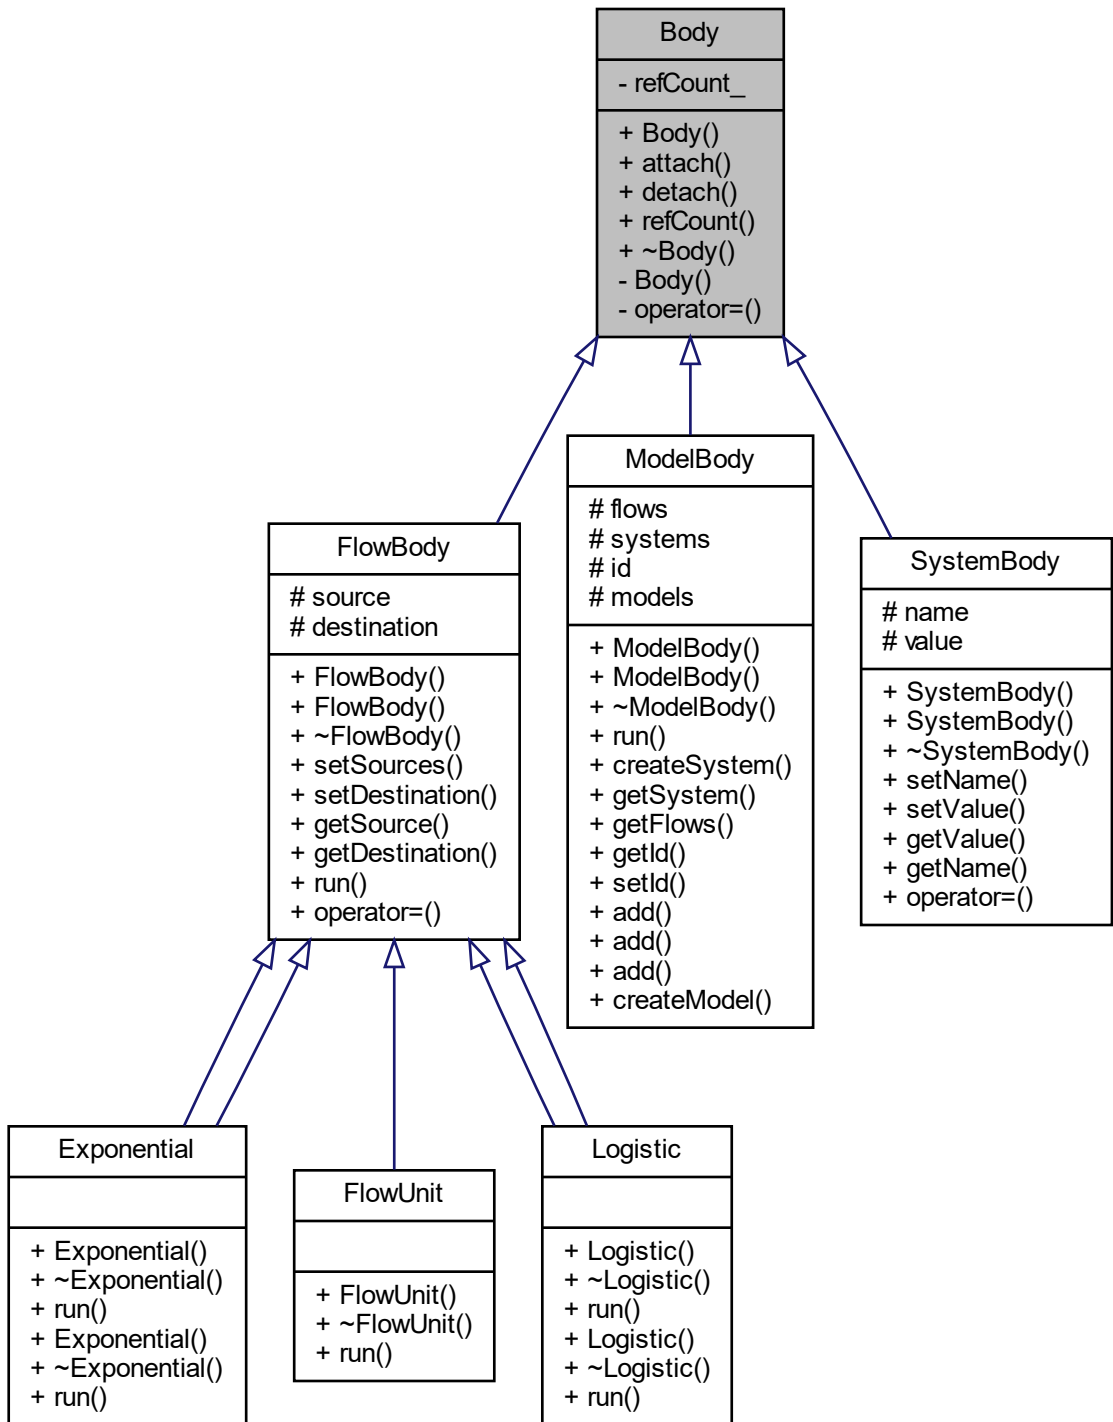 Body
- refCount_
+ Body()
+ attach()
+ detach()
+ refCount()
+ ~Body()
- Body()
- operator=()
FlowBody
# source
# destination
+ FlowBody()
+ FlowBody()
+ ~FlowBody()
+ setSources()
+ setDestination()
+ getSource()
+ getDestination()
+ run()
+ operator=()
ModelBody
# flows
# systems
# id
# models
+ ModelBody()
+ ModelBody()
+ ~ModelBody()
+ run()
+ createSystem()
+ getSystem()
+ getFlows()
+ getId()
+ setId()
+ add()
+ add()
+ add()
+ createModel()
SystemBody
# name
# value
+ SystemBody()
+ SystemBody()
+ ~SystemBody()
+ setName()
+ setValue()
+ getValue()
+ getName()
+ operator=()
Exponential
+ Exponential()
+ ~Exponential()
+ run()
+ Exponential()
+ ~Exponential()
+ run()
FlowUnit
+ FlowUnit()
+ ~FlowUnit()
+ run()
Logistic
+ Logistic()
+ ~Logistic()
+ run()
+ Logistic()
+ ~Logistic()
+ run()